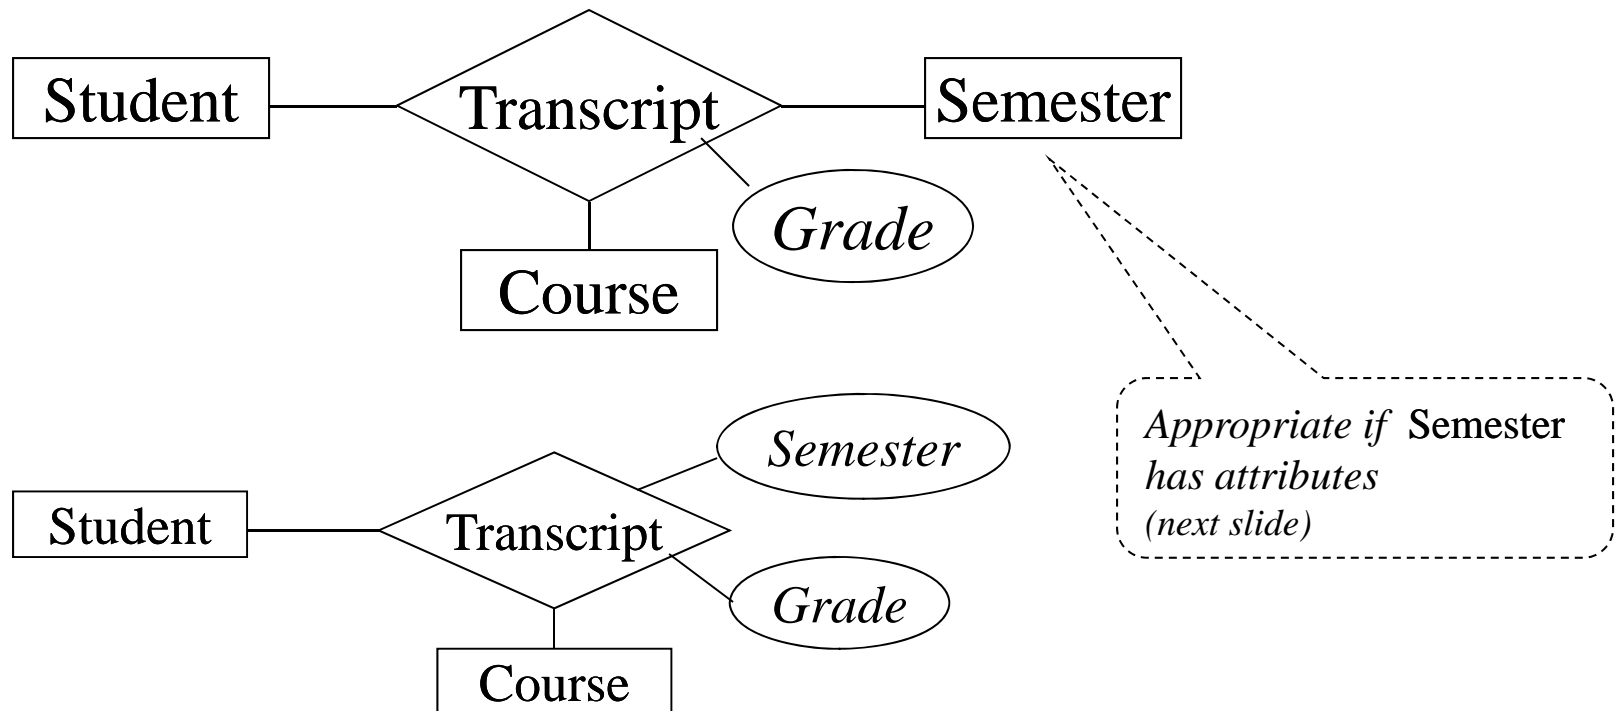 Student
Transcript
Semester
Grade
Course
Appropriate if Semester
has attributes
(next slide)
Semester
Student
Transcript
Grade
Course